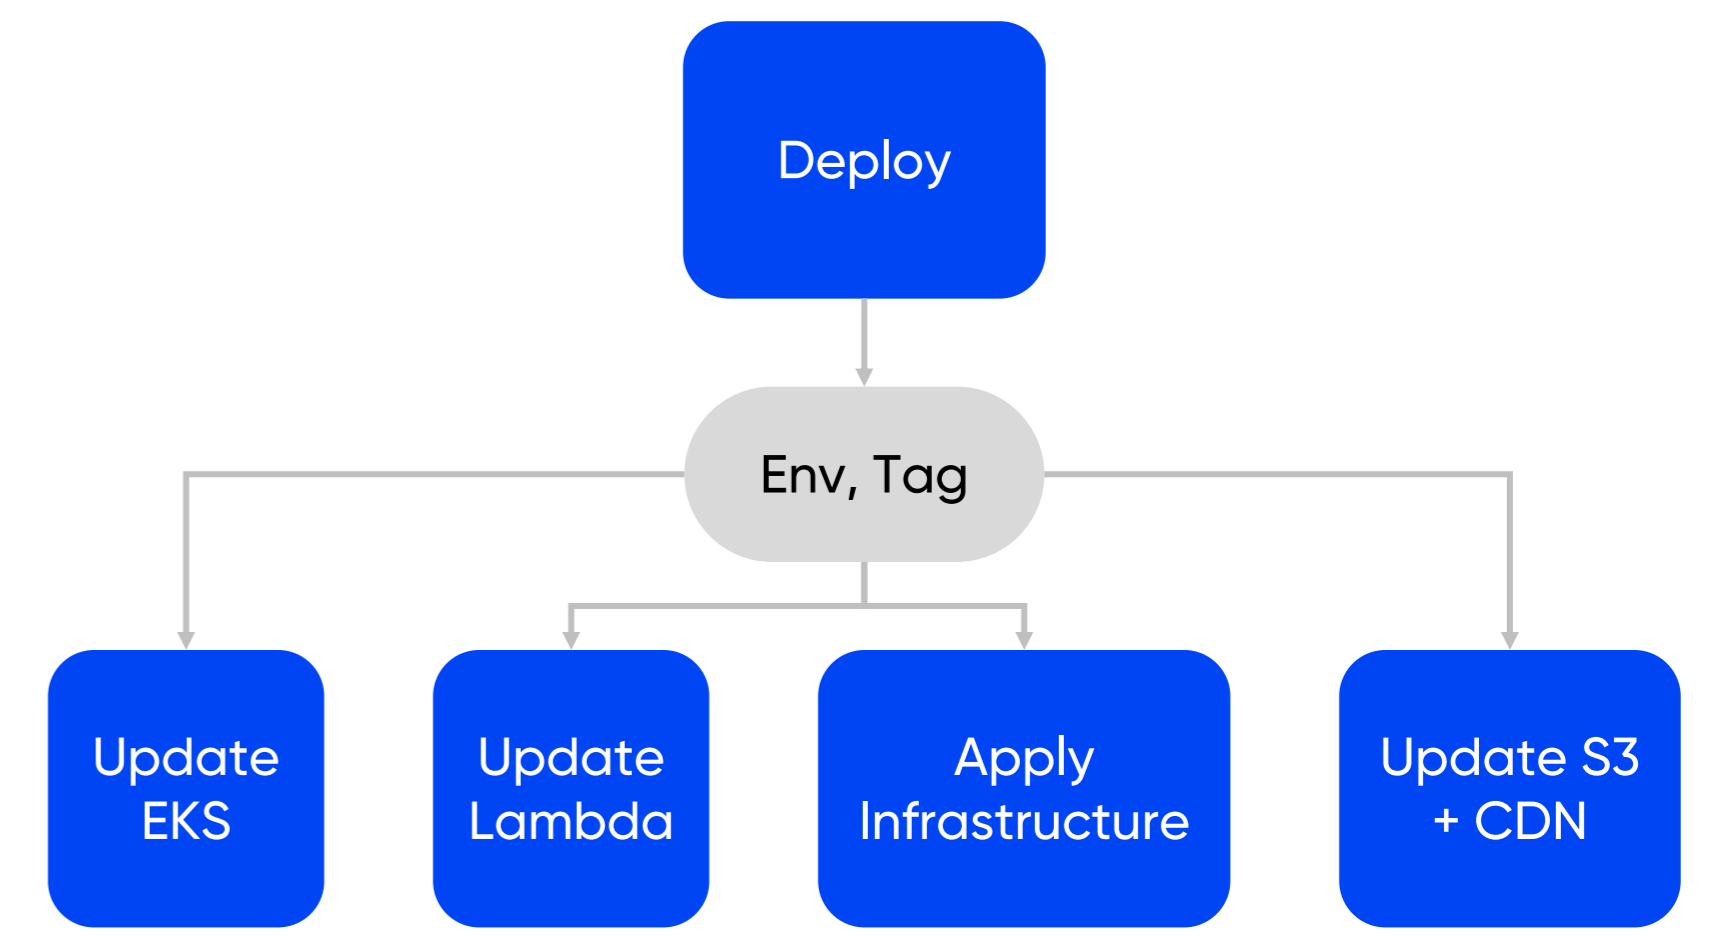 Deploy
Env, Tag
Update
EKS
Update
Lambda
Apply
Infrastructure
Update S3
+ CDN